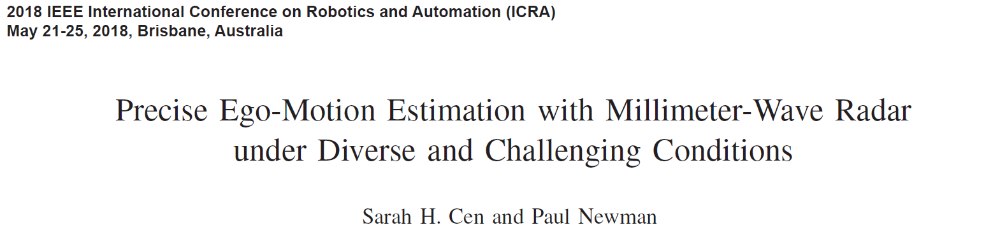 2018 IEEE International Conference on Robotics and Automation (ICRA)
May 21-25, 2018, Brisbane, Australia
Precise Ego-Motion Estimation with Millimeter-Wave Radar
under Diverse and Challenging Conditions
Sarah H. Cen and Paul Newman